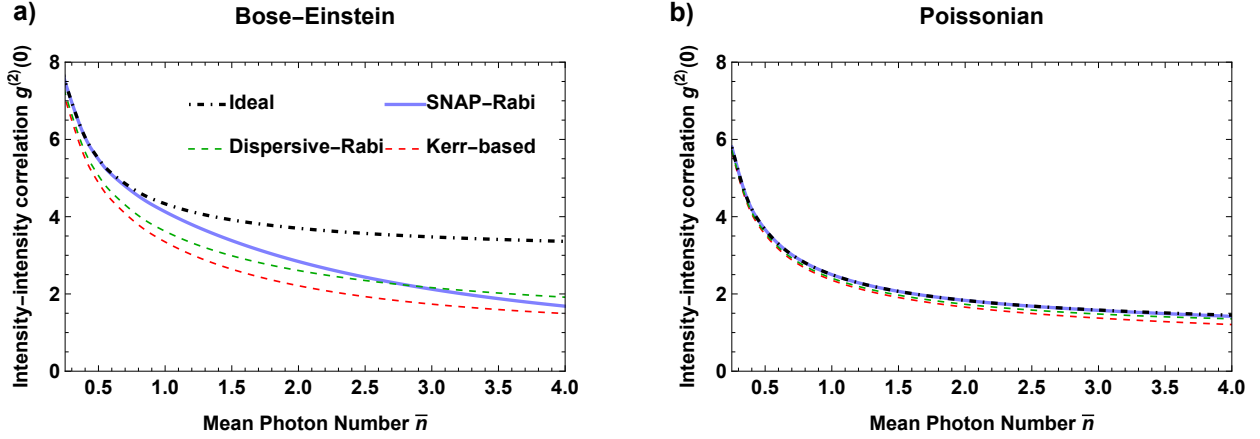 a)
Bose−Einstein
Intensity−intensity correlation g^(2)(0)
8
6
4
2
0
Ideal
SNAP−Rabi
Dispersive−Rabi
Kerr−based
0.5 1.0 1.5 2.0 2.5 3.0 3.5 4.0
Mean Photon Number n̅
b)
Poissonian
Intensity−intensity correlation g^(2)(0)
8
6
4
2
0
0.5 1.0 1.5 2.0 2.5 3.0 3.5 4.0
Mean Photon Number n̅